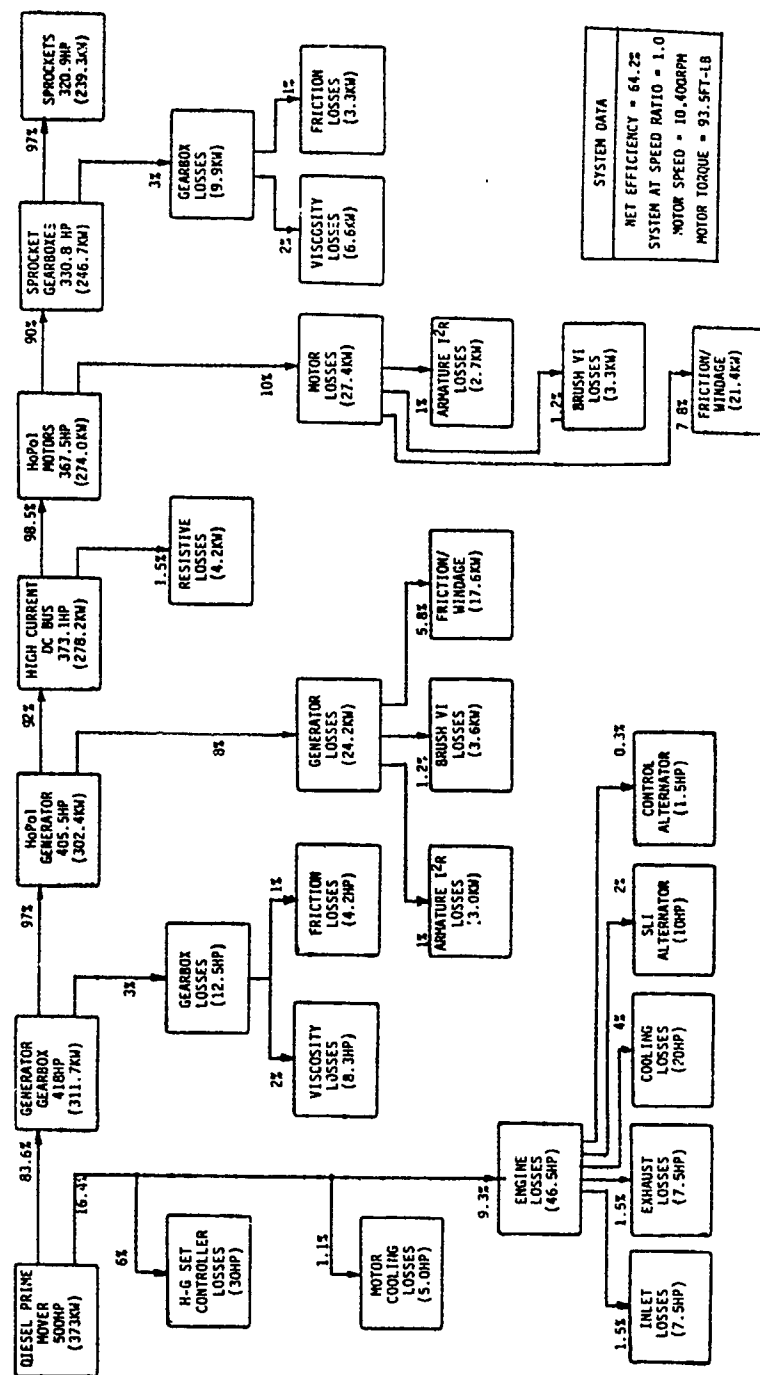 DIESEL PRIME
MOVER
500HP
(373KW)
83.6%
16.4%
GENERATOR
GEARBOX
418HP
(311.7KW)
97%
3%
HoPol
GENERATOR
405.5HP
(302.4KW)
92%
8%
HIGH CURRENT
DC BUS
373.1HP
(278.2KW)
98.5%
1.5%
HoPol
MOTORS
367.5HP
(274.0KW)
90%
10%
SPROCKET
GEARBOXES
330.8 HP
(246.7KW)
97%
3%
SPROCKETS
320.9HP
(239.3KW)
6%
H-G SET
CONTROLLER
LOSSES
(30HP)
1.1%
MOTOR
COOLING
LOSSES
(5.0HP)
9.3%
ENGINE
LOSSES
(46.5HP)
1.5%
INLET
LOSSES
(7.5HP)
1.5%
EXHAUST
LOSSES
(7.5HP)
4%
COOLING
LOSSES
(20HP)
2%
SLI
ALTERNATOR
(10HP)
0.3%
CONTROL
ALTERNATOR
(1.5HP)
GEARBOX
LOSSES
(12.5HP)
2%
VISCOSITY
LOSSES
(8.3HP)
1%
FRICTION
LOSSES
(4.2HP)
GENERATOR
LOSSES
(24.2KW)
1%
ARMATURE I²R
LOSSES
(3.0KW)
1.2%
BRUSH VI
LOSSES
(3.6KW)
5.8%
FRICTION/
WINDAGE
(17.6KW)
RESISTIVE
LOSSES
(4.2KW)
MOTOR
LOSSES
(27.4KW)
1%
ARMATURE I²R
LOSSES
(2.7KW)
1.2%
BRUSH VI
LOSSES
(3.3KW)
7.8%
FRICTION/
WINDAGE
(21.4KW)
GEARBOX
LOSSES
(9.9KW)
2%
VISCOSITY
LOSSES
(6.6KW)
1%
FRICTION
LOSSES
(3.3KW)
SYSTEM DATA
NET EFFICIENCY = 64.2%
SYSTEM AT SPEED RATIO = 1.0
MOTOR SPEED = 10,400RPM
MOTOR TORQUE = 93.5FT-LB